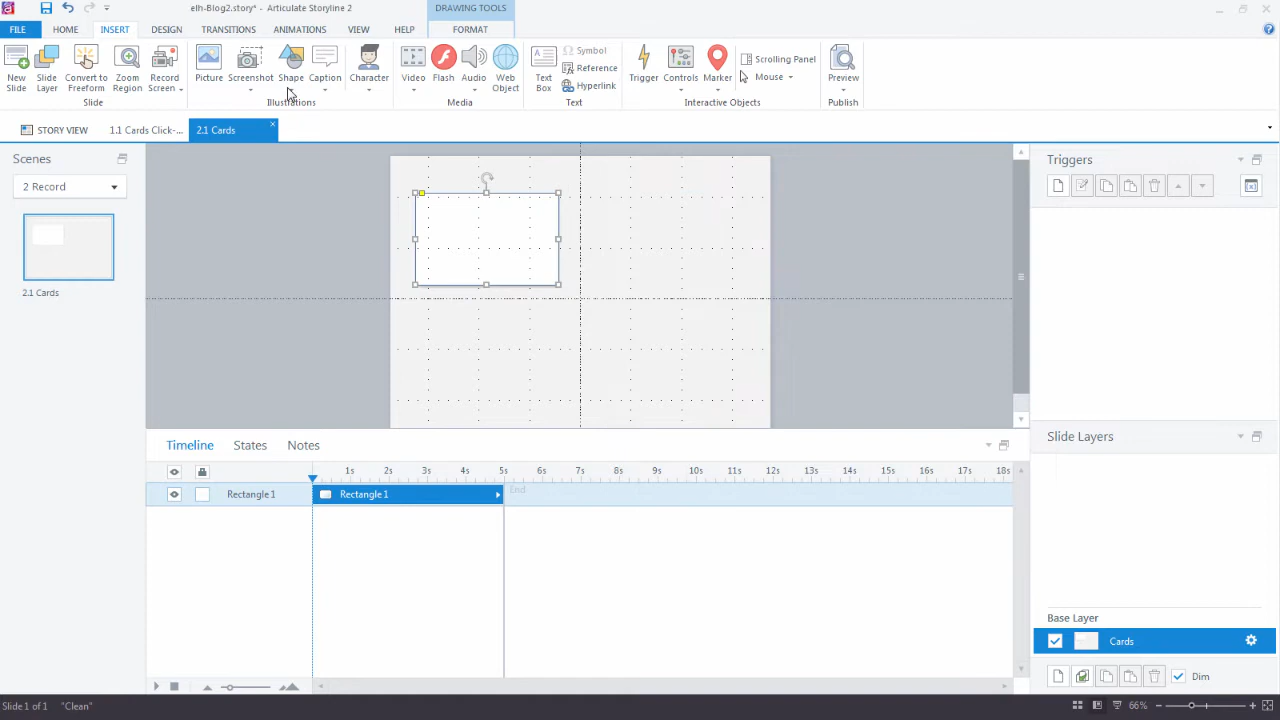 elh-Blog2.story* - Articulate Storyline 2
DRAWING TOOLS
FILE HOME INSERT DESIGN TRANSITIONS ANIMATIONS VIEW HELP FORMAT
New Slide
Slide Layer
Convert to Freeform
Zoom Region
Record Screen
Picture
Screenshot
Shape
Caption
Character
Video
Flash
Audio
Web Object
Text Box
Symbol
Reference
Hyperlink
Trigger
Controls
Marker
Scrolling Panel
Mouse
Preview
Slide Illustrations Media Text Interactive Objects Publish
STORY VIEW 1.1 Cards Click-... 2.1 Cards
Scenes
2 Record
2.1 Cards
Triggers
Timeline States Notes
1s 2s 3s 4s 5s 6s 7s 8s 9s 10s 11s 12s 13s 14s 15s 16s 17s 18s
Rectangle 1 Rectangle 1 End
Slide Layers
Base Layer
Cards
Dim
Slide 1 of 1 "Clean" 66%